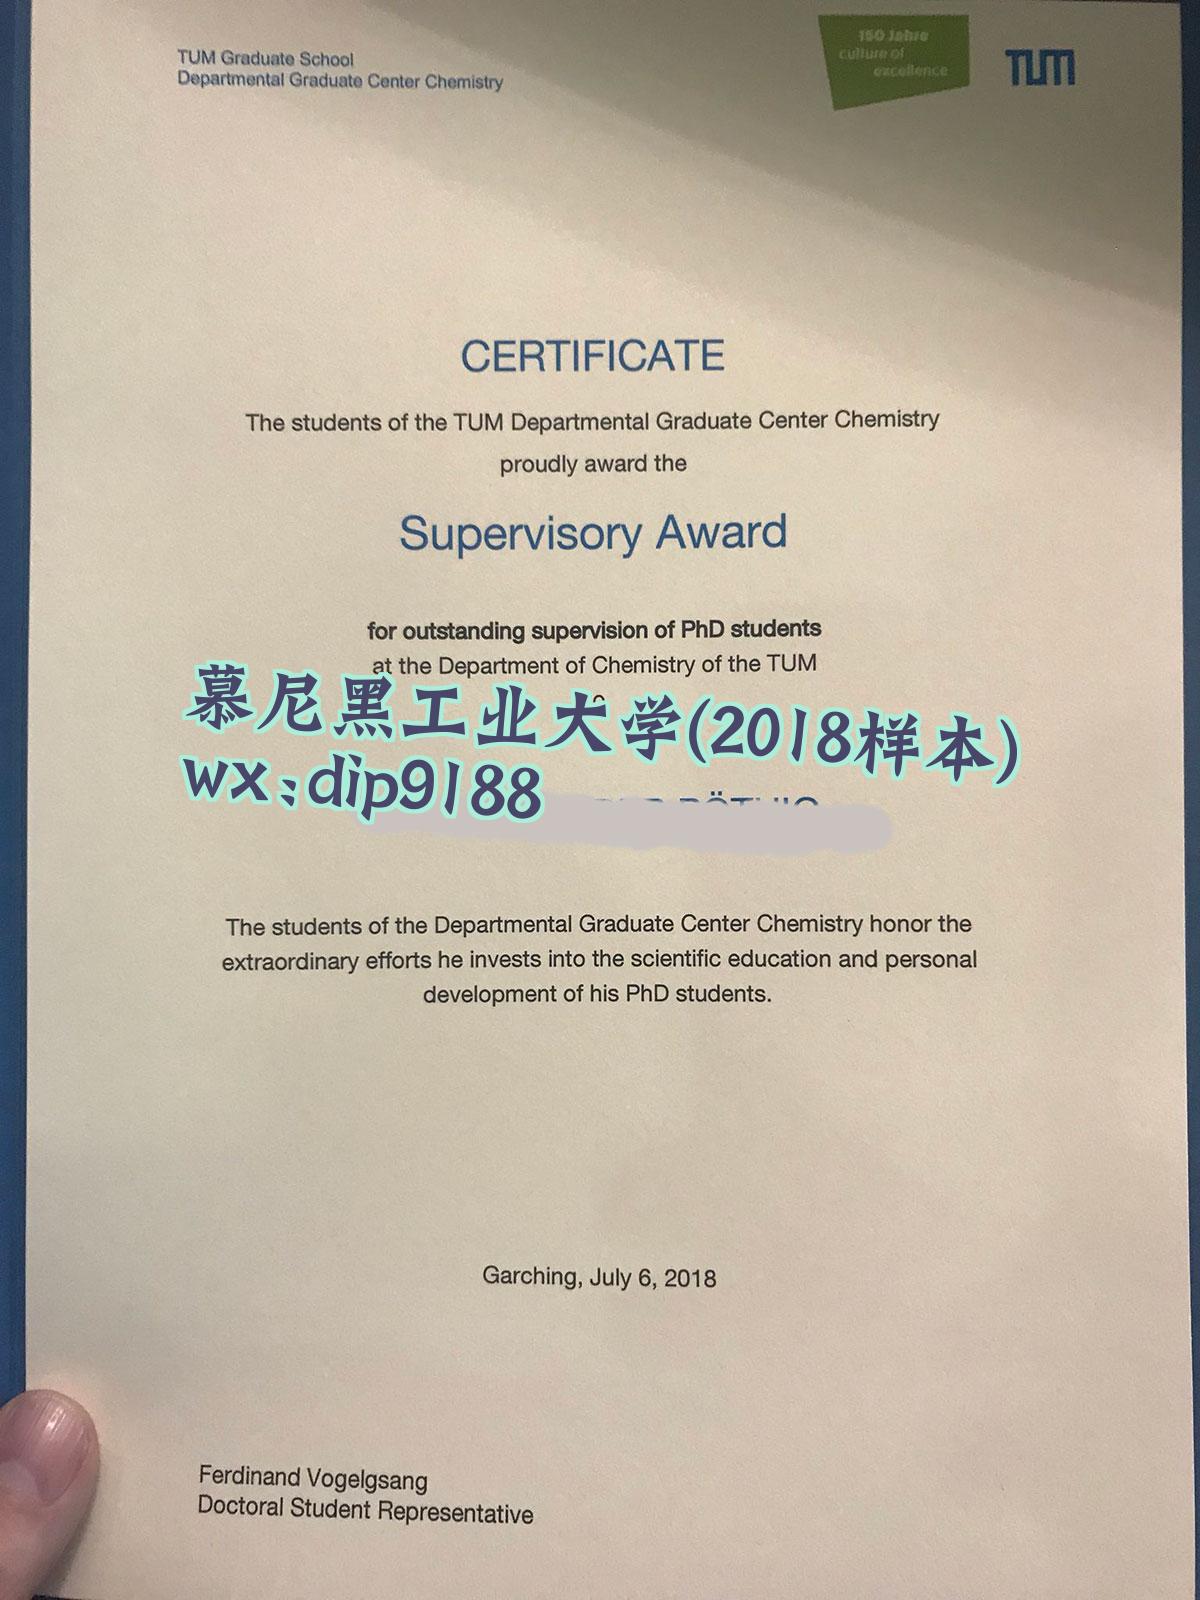 TUM Graduate School
Departmental Graduate Center Chemistry
150 Jahre
culture of
excellence
TUM
CERTIFICATE
The students of the TUM Departmental Graduate Center Chemistry
proudly award the
Supervisory Award
for outstanding supervision of PhD students
at the Department of Chemistry of the TUM
慕尼黑工业大学(2018样本)
wx:dip9188
The students of the Departmental Graduate Center Chemistry honor the
extraordinary efforts he invests into the scientific education and personal
development of his PhD students.
Garching, July 6, 2018
Ferdinand Vogelgsang
Doctoral Student Representative